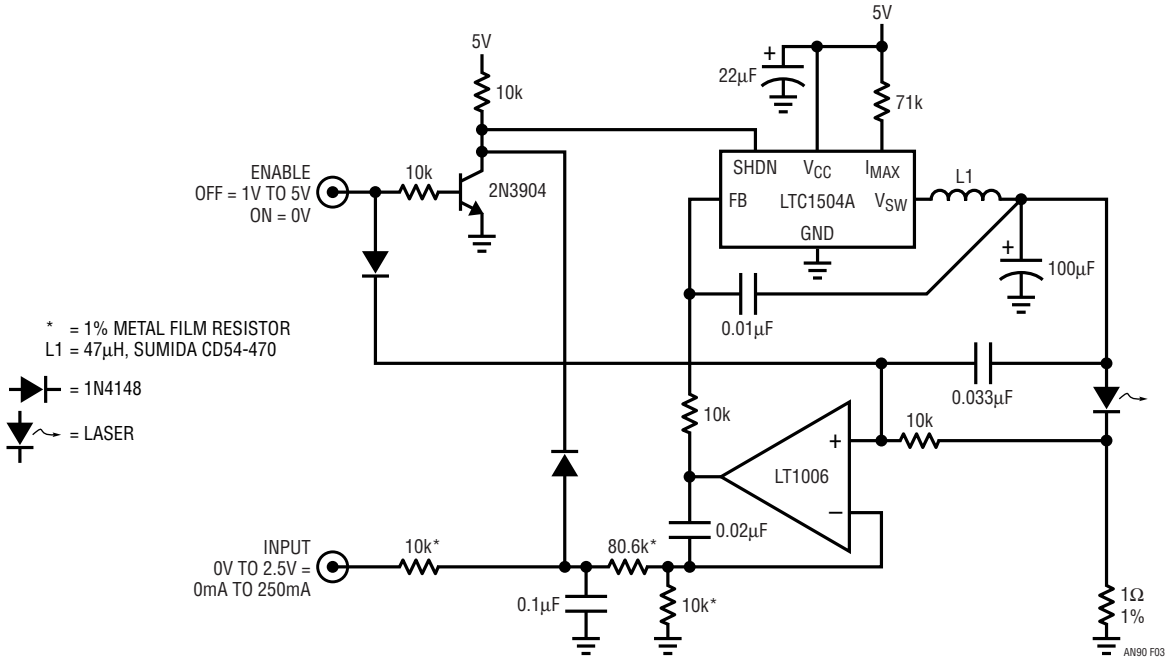 5V
5V
10k
22µF
+
71k
ENABLE
OFF = 1V TO 5V
ON = 0V
10k
2N3904
SHDN
VCC
IMAX
FB
LTC1504A
VSW
GND
L1
+
100µF
0.01µF
* = 1% METAL FILM RESISTOR
L1 = 47µH, SUMIDA CD54-470
= 1N4148
= LASER
0.033µF
10k
10k
+
LT1006
–
0.02µF
INPUT
0V TO 2.5V =
0mA TO 250mA
10k*
80.6k*
0.1µF
10k*
1Ω
1%
AN90 F03